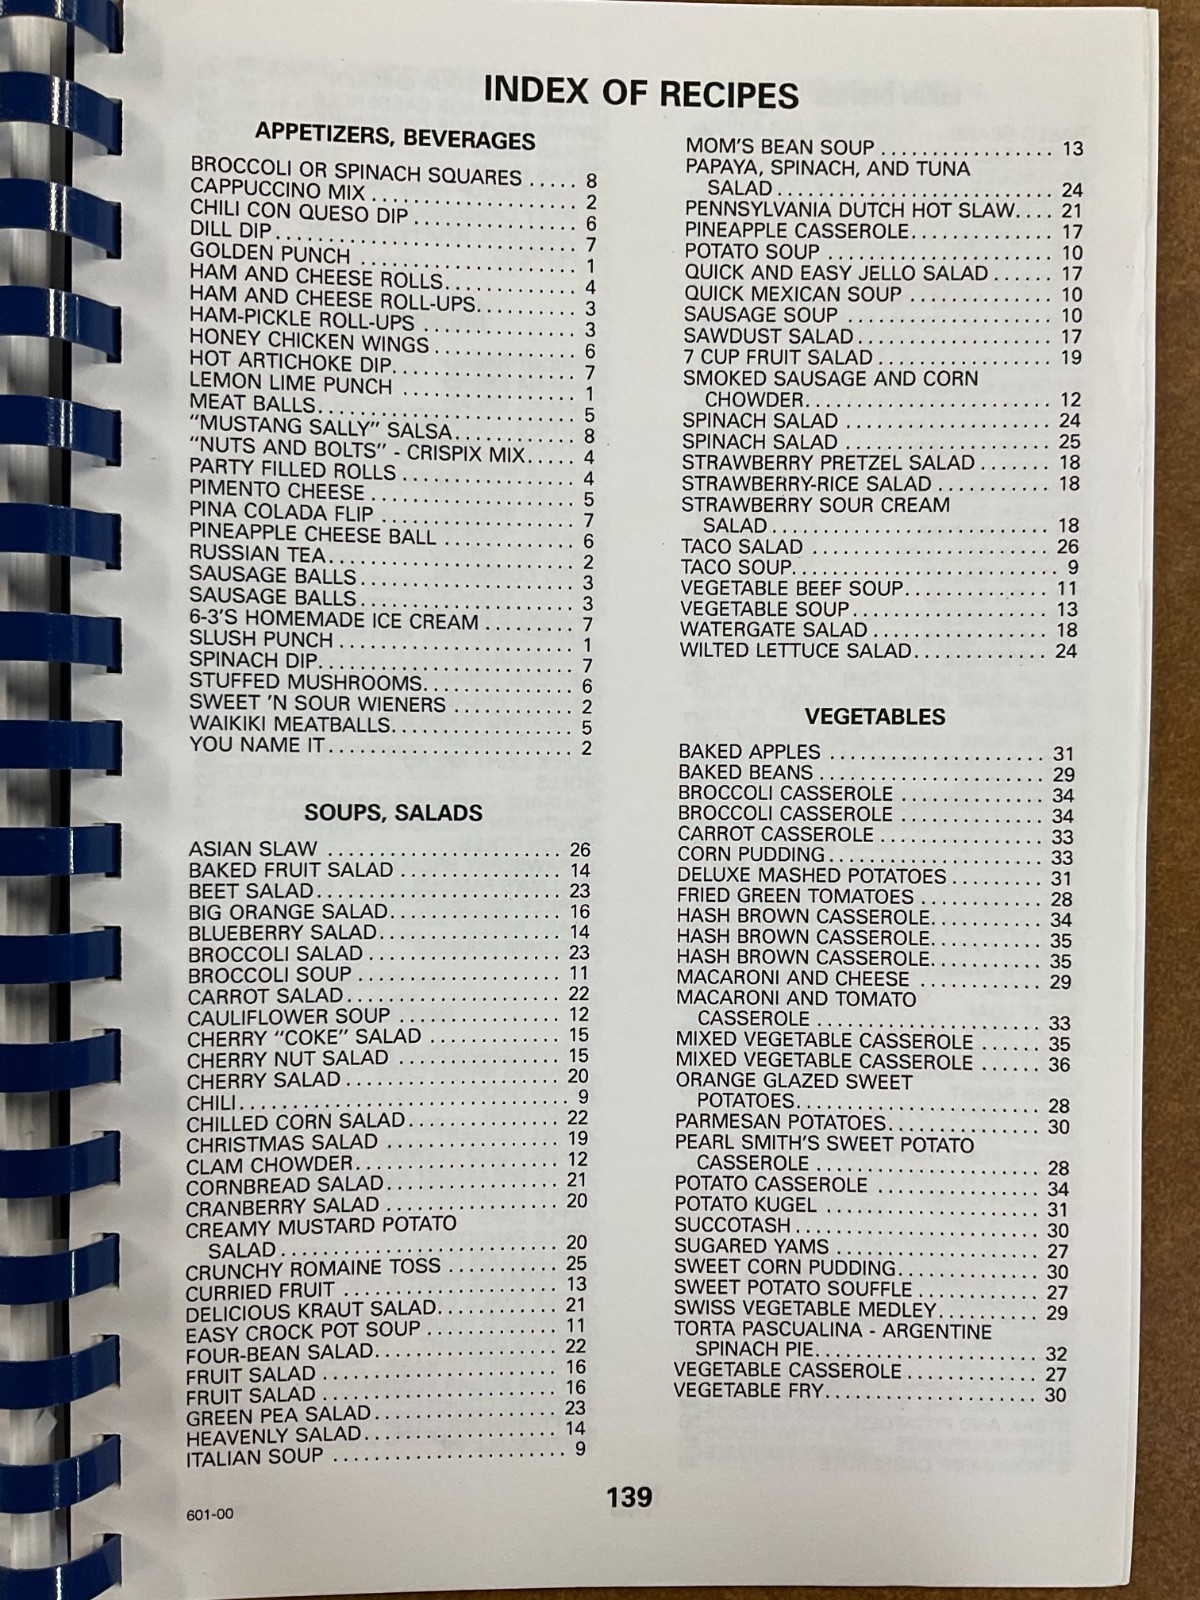 INDEX OF RECIPES
APPETIZERS, BEVERAGES
BROCCOLI OR SPINACH SQUARES ..... 8
CAPPUCCINO MIX .................. 2
CHILI CON QUESO DIP ............. 6
DILL DIP......................... 7
GOLDEN PUNCH .................... 1
HAM AND CHEESE ROLLS............. 4
HAM AND CHEESE ROLL-UPS.......... 3
HAM-PICKLE ROLL-UPS ............. 3
HONEY CHICKEN WINGS ............. 6
HOT ARTICHOKE DIP................ 7
LEMON LIME PUNCH ................ 1
MEAT BALLS....................... 5
"MUSTANG SALLY" SALSA............ 8
"NUTS AND BOLTS" - CRISPIX MIX..... 4
PARTY FILLED ROLLS .............. 4
PIMENTO CHEESE .................. 5
PINA COLADA FLIP ................ 7
PINEAPPLE CHEESE BALL ........... 6
RUSSIAN TEA...................... 2
SAUSAGE BALLS ................... 3
SAUSAGE BALLS ................... 3
6-3'S HOMEMADE ICE CREAM ......... 7
SLUSH PUNCH ..................... 1
SPINACH DIP...................... 7
STUFFED MUSHROOMS................ 6
SWEET 'N SOUR WIENERS ........... 2
WAIKIKI MEATBALLS................ 5
YOU NAME IT ..................... 2
SOUPS, SALADS
ASIAN SLAW ...................... 26
BAKED FRUIT SALAD ............... 14
BEET SALAD....................... 23
BIG ORANGE SALAD................. 16
BLUEBERRY SALAD.................. 14
BROCCOLI SALAD .................. 23
BROCCOLI SOUP ................... 11
CARROT SALAD..................... 22
CAULIFLOWER SOUP ................ 12
CHERRY "COKE" SALAD ............. 15
CHERRY NUT SALAD ................ 15
CHERRY SALAD .................... 20
CHILI............................ 9
CHILLED CORN SALAD............... 22
CHRISTMAS SALAD ................. 19
CLAM CHOWDER..................... 12
CORNBREAD SALAD.................. 21
CRANBERRY SALAD ................. 20
CREAMY MUSTARD POTATO
SALAD ........................... 20
CRUNCHY ROMAINE TOSS ............ 25
CURRIED FRUIT ................... 13
DELICIOUS KRAUT SALAD............ 21
EASY CROCK POT SOUP ............. 11
FOUR-BEAN SALAD.................. 22
FRUIT SALAD ..................... 16
FRUIT SALAD ..................... 16
GREEN PEA SALAD.................. 23
HEAVENLY SALAD................... 14
ITALIAN SOUP .................... 9
MOM'S BEAN SOUP ................. 13
PAPAYA, SPINACH, AND TUNA
SALAD ........................... 24
PENNSYLVANIA DUTCH HOT SLAW.... 21
PINEAPPLE CASSEROLE.............. 17
POTATO SOUP ..................... 10
QUICK AND EASY JELLO SALAD ...... 17
QUICK MEXICAN SOUP .............. 10
SAUSAGE SOUP .................... 10
SAWDUST SALAD.................... 17
7 CUP FRUIT SALAD ............... 19
SMOKED SAUSAGE AND CORN
CHOWDER.......................... 12
SPINACH SALAD ................... 24
SPINACH SALAD ................... 25
STRAWBERRY PRETZEL SALAD ....... 18
STRAWBERRY-RICE SALAD ........... 18
STRAWBERRY SOUR CREAM
SALAD ........................... 18
TACO SALAD ...................... 26
TACO SOUP........................ 9
VEGETABLE BEEF SOUP.............. 11
VEGETABLE SOUP................... 13
WATERGATE SALAD ................. 18
WILTED LETTUCE SALAD............. 24
VEGETABLES
BAKED APPLES .................... 31
BAKED BEANS ..................... 29
BROCCOLI CASSEROLE .............. 34
BROCCOLI CASSEROLE .............. 34
CARROT CASSEROLE ................ 33
CORN PUDDING..................... 33
DELUXE MASHED POTATOES ......... 31
FRIED GREEN TOMATOES ............ 28
HASH BROWN CASSEROLE............. 34
HASH BROWN CASSEROLE............. 35
HASH BROWN CASSEROLE............. 35
MACARONI AND CHEESE ............. 29
MACARONI AND TOMATO
CASSEROLE ....................... 33
MIXED VEGETABLE CASSEROLE ...... 35
MIXED VEGETABLE CASSEROLE ...... 36
ORANGE GLAZED SWEET
POTATOES......................... 28
PARMESAN POTATOES................ 30
PEARL SMITH'S SWEET POTATO
CASSEROLE ....................... 28
POTATO CASSEROLE ................ 34
POTATO KUGEL .................... 31
SUCCOTASH........................ 30
SUGARED YAMS .................... 27
SWEET CORN PUDDING............... 30
SWEET POTATO SOUFFLE ............ 27
SWISS VEGETABLE MEDLEY.......... 29
TORTA PASCUALINA - ARGENTINE
SPINACH PIE...................... 32
VEGETABLE CASSEROLE ............. 27
VEGETABLE FRY.................... 30
139
601-00